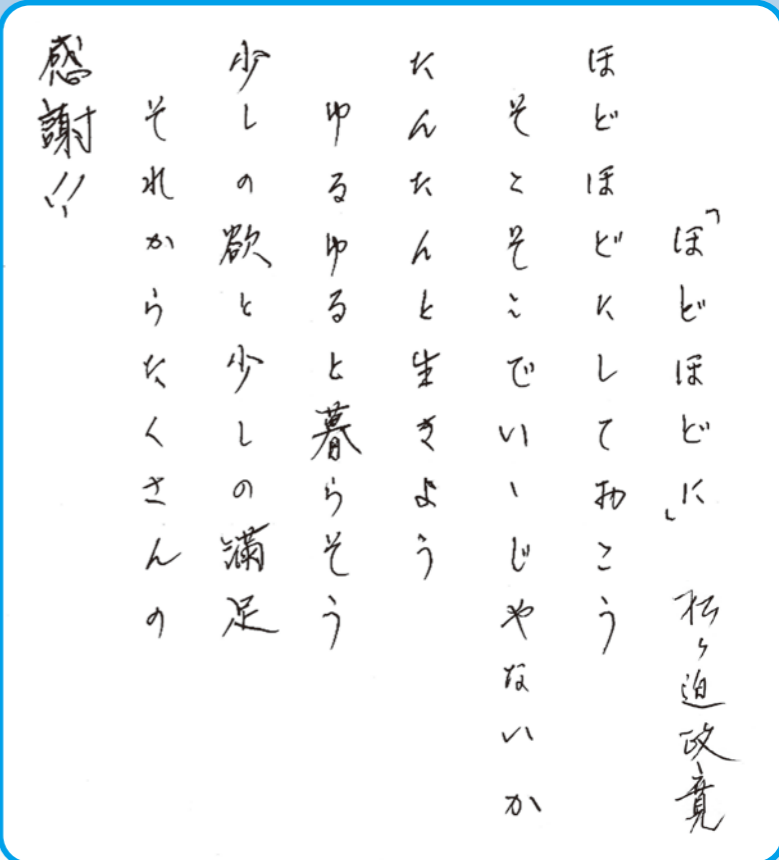 「ほどほどに」 松ヶ迫政寛
ほどほどにしておこう
そこそこでいゝじゃないか
たんたんと生きよう
ゆるゆると暮らそう
少しの欲と少しの満足
それからたくさんの
感謝!!